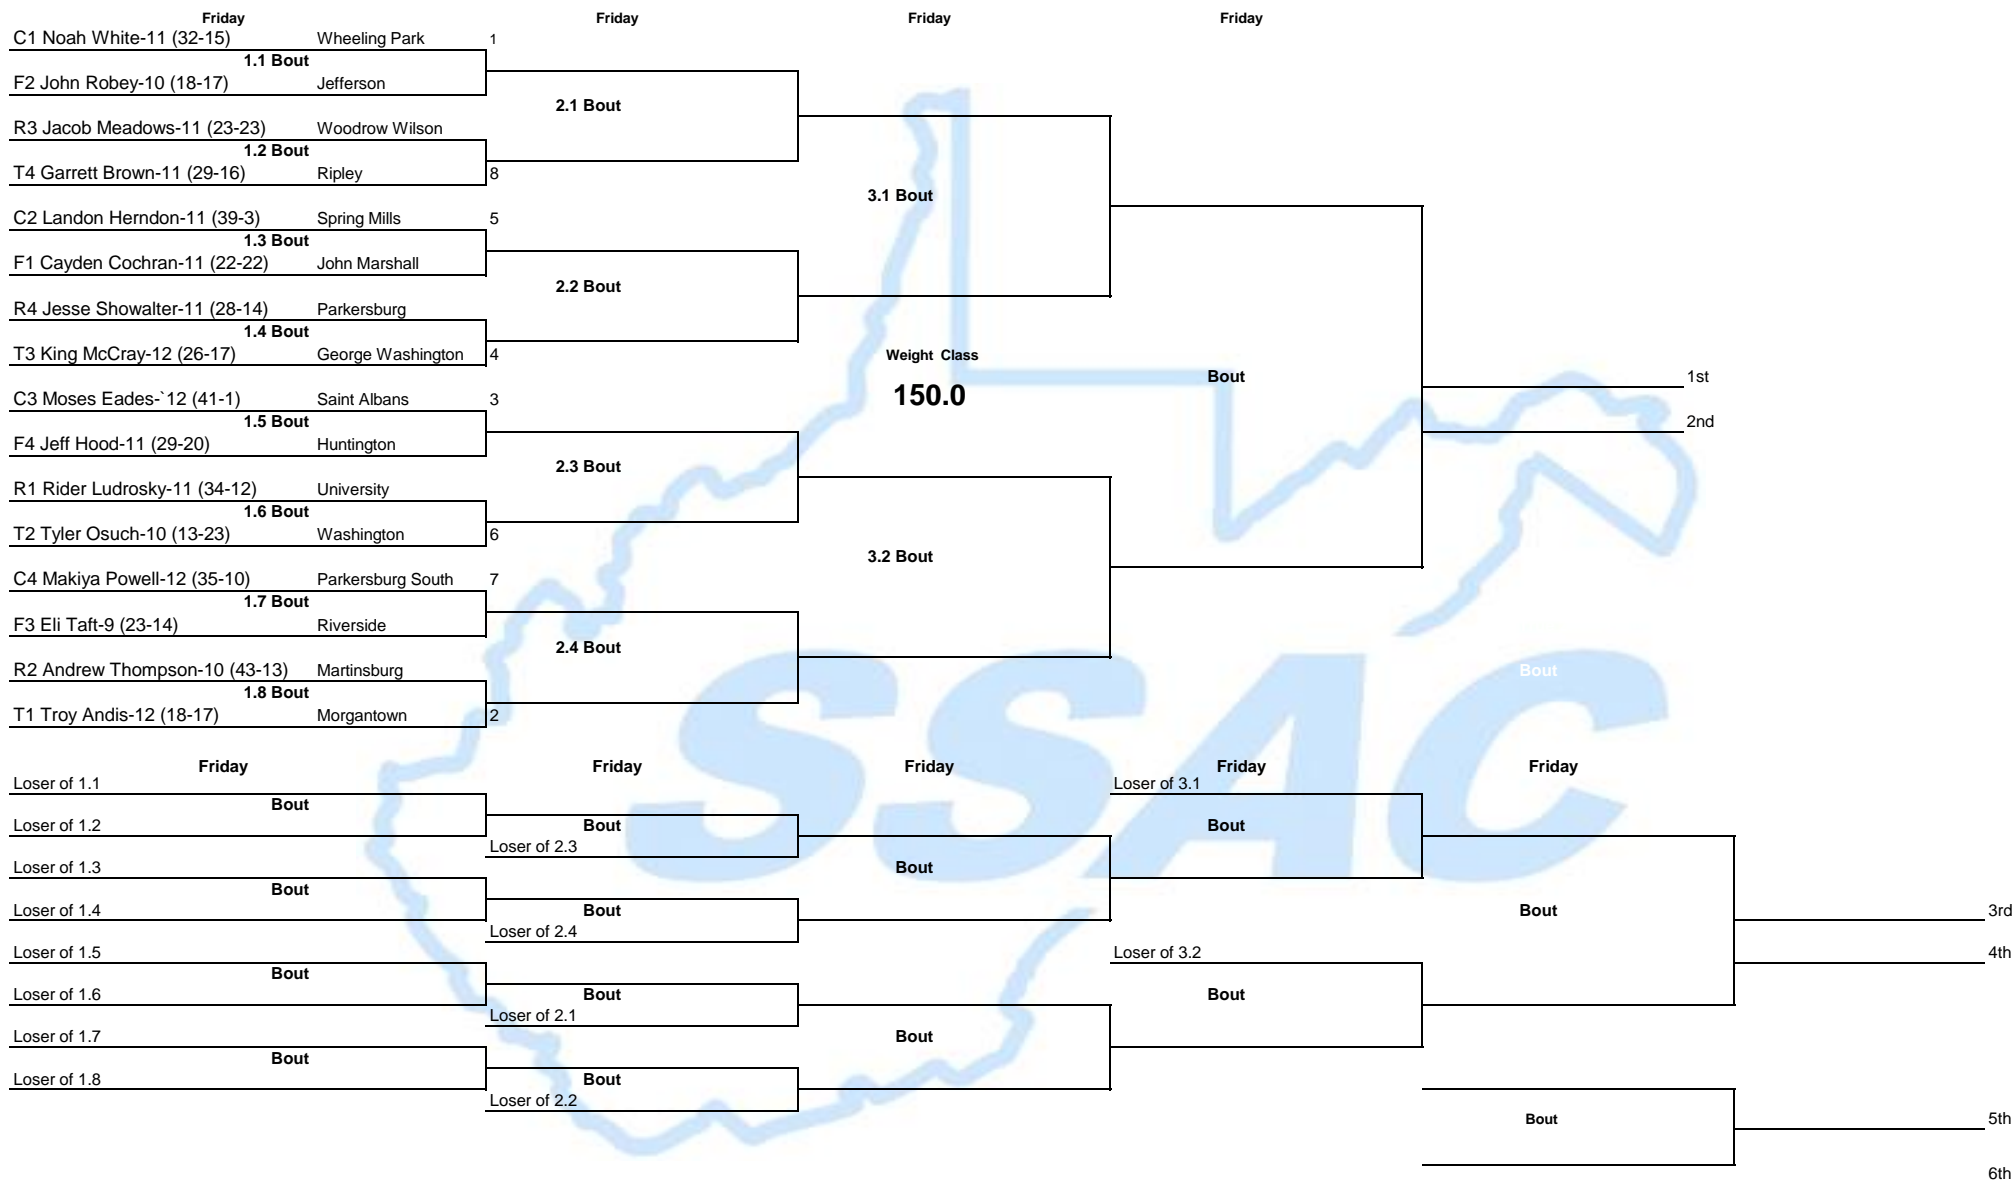 Friday Friday Friday Friday
C1 Noah White-11 (32-15) Wheeling Park 1
1.1 Bout
F2 John Robey-10 (18-17) Jefferson
2.1 Bout
R3 Jacob Meadows-11 (23-23) Woodrow Wilson
1.2 Bout
T4 Garrett Brown-11 (29-16) Ripley 8
3.1 Bout
C2 Landon Herndon-11 (39-3) Spring Mills 5
1.3 Bout
F1 Cayden Cochran-11 (22-22) John Marshall
2.2 Bout
R4 Jesse Showalter-11 (28-14) Parkersburg
1.4 Bout
T3 King McCray-12 (26-17) George Washington 4
Weight Class
Bout 1st
150.0
C3 Moses Eades-`12 (41-1) Saint Albans 3
1.5 Bout 2nd
F4 Jeff Hood-11 (29-20) Huntington
2.3 Bout
R1 Rider Ludrosky-11 (34-12) University
1.6 Bout
T2 Tyler Osuch-10 (13-23) Washington 6
3.2 Bout
C4 Makiya Powell-12 (35-10) Parkersburg South 7
1.7 Bout
F3 Eli Taft-9 (23-14) Riverside
2.4 Bout
R2 Andrew Thompson-10 (43-13) Martinsburg Bout
1.8 Bout
T1 Troy Andis-12 (18-17) Morgantown 2
SSAC
Friday Friday Friday Friday Friday
Loser of 1.1 Loser of 3.1
Bout
Loser of 1.2 Bout Bout
Loser of 2.3
Loser of 1.3 Bout
Bout
Loser of 1.4 Bout Bout 3rd
Loser of 2.4
Loser of 1.5 Loser of 3.2 4th
Bout
Loser of 1.6 Bout Bout
Loser of 2.1
Loser of 1.7 Bout
Bout
Loser of 1.8 Bout
Loser of 2.2
Bout 5th
6th